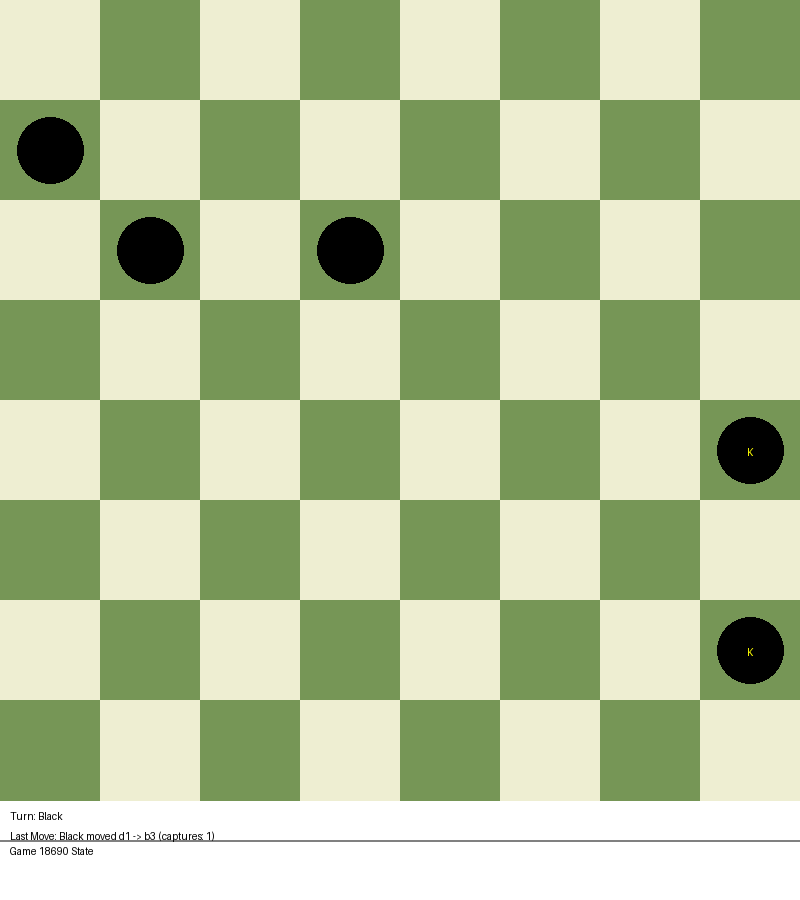 K
K
Turn: Black
Last Move: Black moved d1 -> b3 (captures: 1)
Game 18690 State